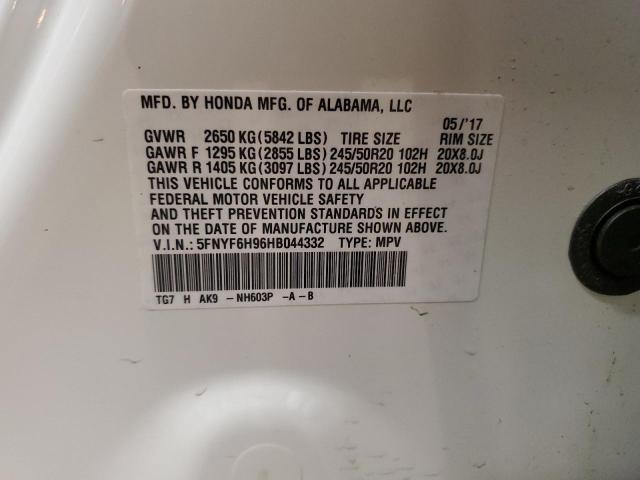 MFD. BY HONDA MFG. OF ALABAMA, LLC
05/'17
GVWR 2650 KG(5842 LBS) TIRE SIZE RIM SIZE
GAWR F 1295 KG(2855 LBS) 245/50R20 102H 20X8.0J
GAWR R 1405 KG(3097 LBS) 245/50R20 102H 20X8.0J
THIS VEHICLE CONFORMS TO ALL APPLICABLE
FEDERAL MOTOR VEHICLE SAFETY
AND THEFT PREVENTION STANDARDS IN EFFECT
ON THE DATE OF MANUFACTURE SHOWN ABOVE.
V.I.N.: 5FNYF6H96HB044332 TYPE: MPV
TG7 H AK9 -NH603P -A-B